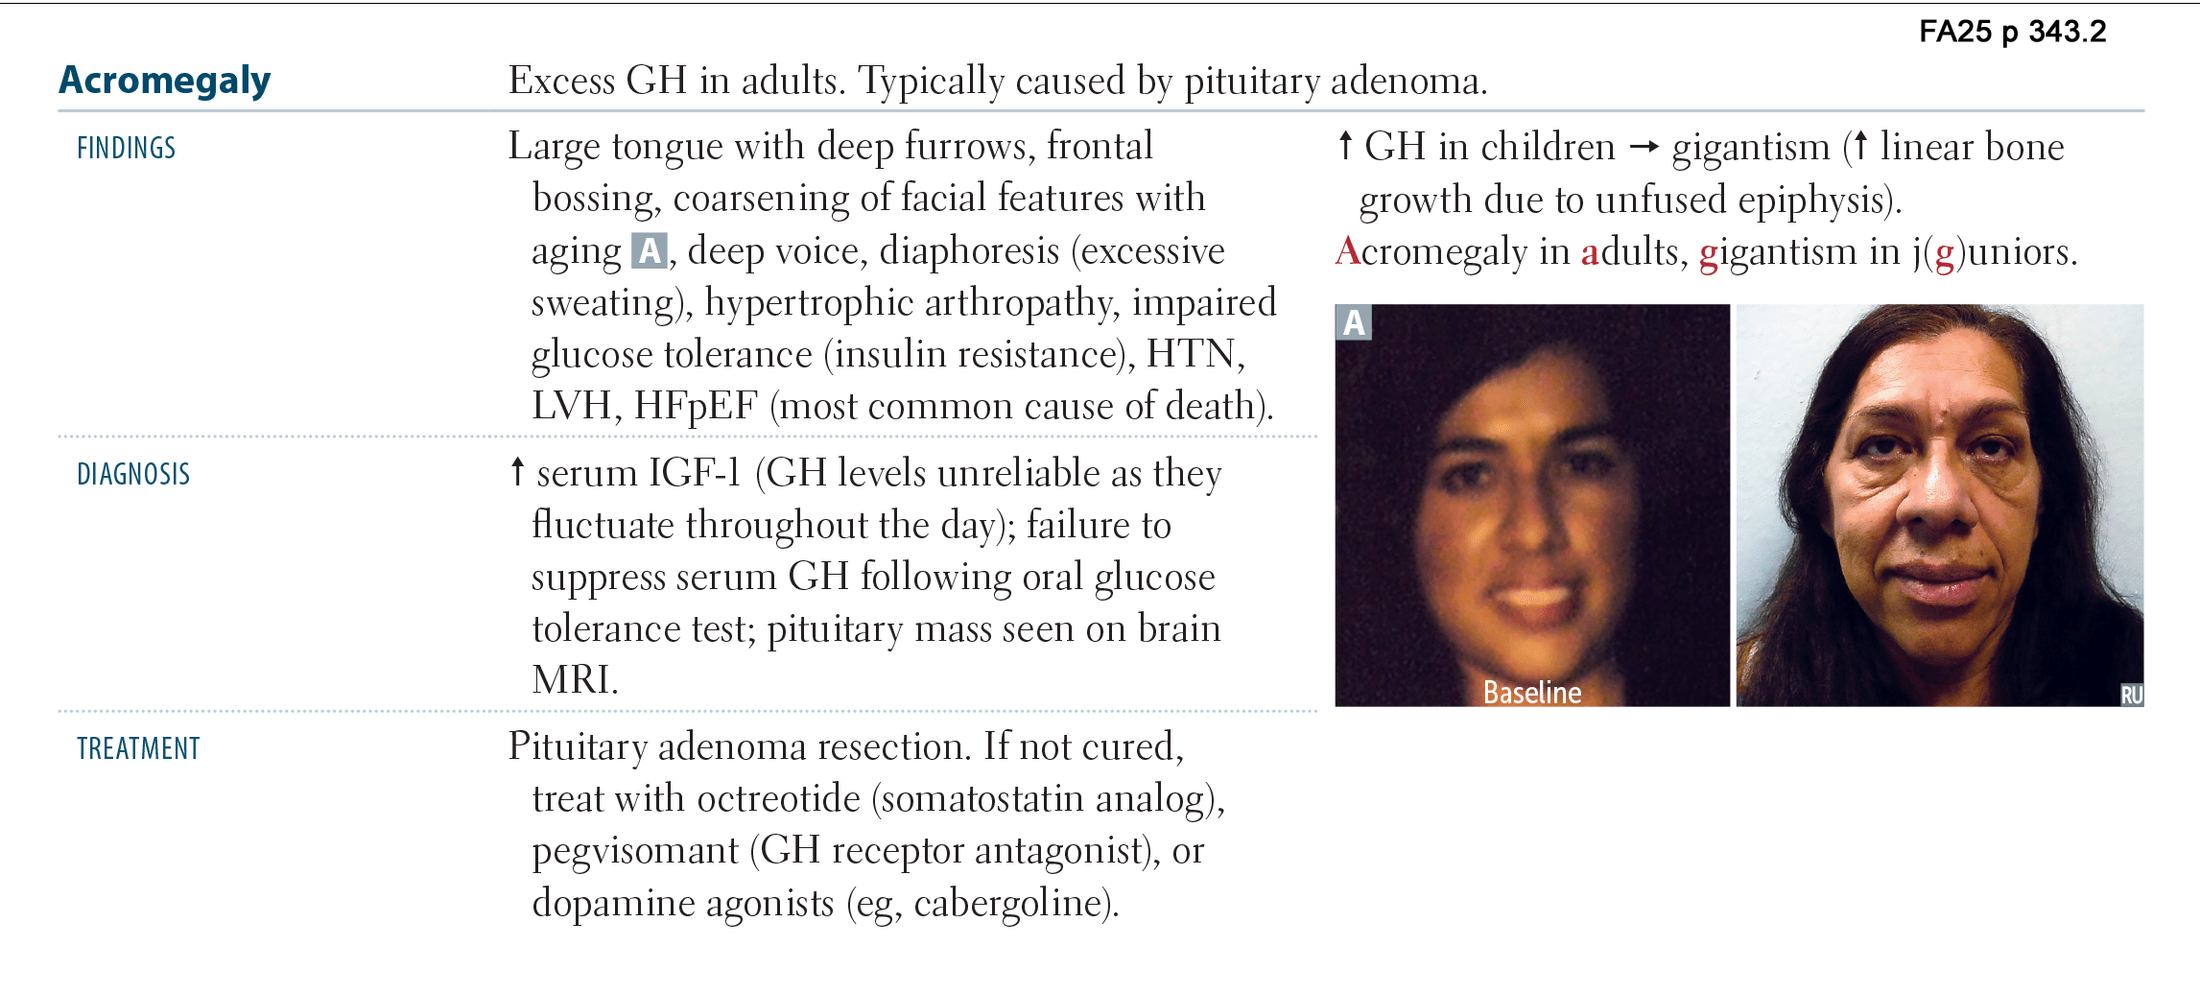 FA25 p 343.2
Acromegaly
Excess GH in adults. Typically caused by pituitary adenoma.
FINDINGS
Large tongue with deep furrows, frontal
bossing, coarsening of facial features with
aging A, deep voice, diaphoresis (excessive
sweating), hypertrophic arthropathy, impaired
glucose tolerance (insulin resistance), HTN,
LVH, HFpEF (most common cause of death).
↑ GH in children → gigantism (↑ linear bone
growth due to unfused epiphysis).
Acromegaly in adults, gigantism in j(g)uniors.
A
Baseline
RU
DIAGNOSIS
↑ serum IGF-1 (GH levels unreliable as they
fluctuate throughout the day); failure to
suppress serum GH following oral glucose
tolerance test; pituitary mass seen on brain
MRI.
TREATMENT
Pituitary adenoma resection. If not cured,
treat with octreotide (somatostatin analog),
pegvisomant (GH receptor antagonist), or
dopamine agonists (eg, cabergoline).